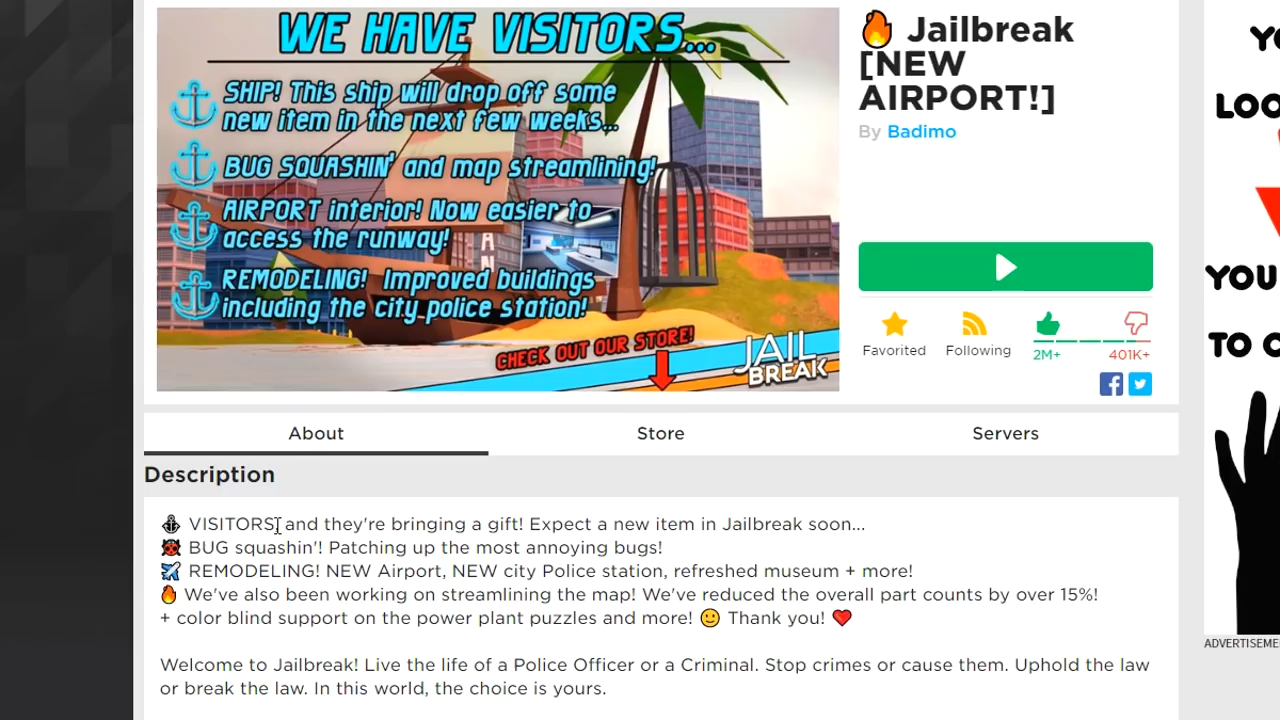 WE HAVE VISITORS...
SHIP! This ship will drop off some
new item in the next few weeks...
BUG SQUASHIN' and map streamlining!
AIRPORT interior! Now easier to
access the runway!
REMODELING! Improved buildings
including the city police station!
CHECK OUT OUR STORE!
JAIL
BREAK
🔥 Jailbreak
[NEW
AIRPORT!]
By Badimo
Favorited
Following
2M+
401K+
About
Store
Servers
Description
⚓ VISITORS, and they're bringing a gift! Expect a new item in Jailbreak soon...
🐞 BUG squashin'! Patching up the most annoying bugs!
✈️ REMODELING! NEW Airport, NEW city Police station, refreshed museum + more!
🔥 We've also been working on streamlining the map! We've reduced the overall part counts by over 15%!
+ color blind support on the power plant puzzles and more! 🙂 Thank you! ❤️
Welcome to Jailbreak! Live the life of a Police Officer or a Criminal. Stop crimes or cause them. Uphold the law
or break the law. In this world, the choice is yours.
YOU
TO